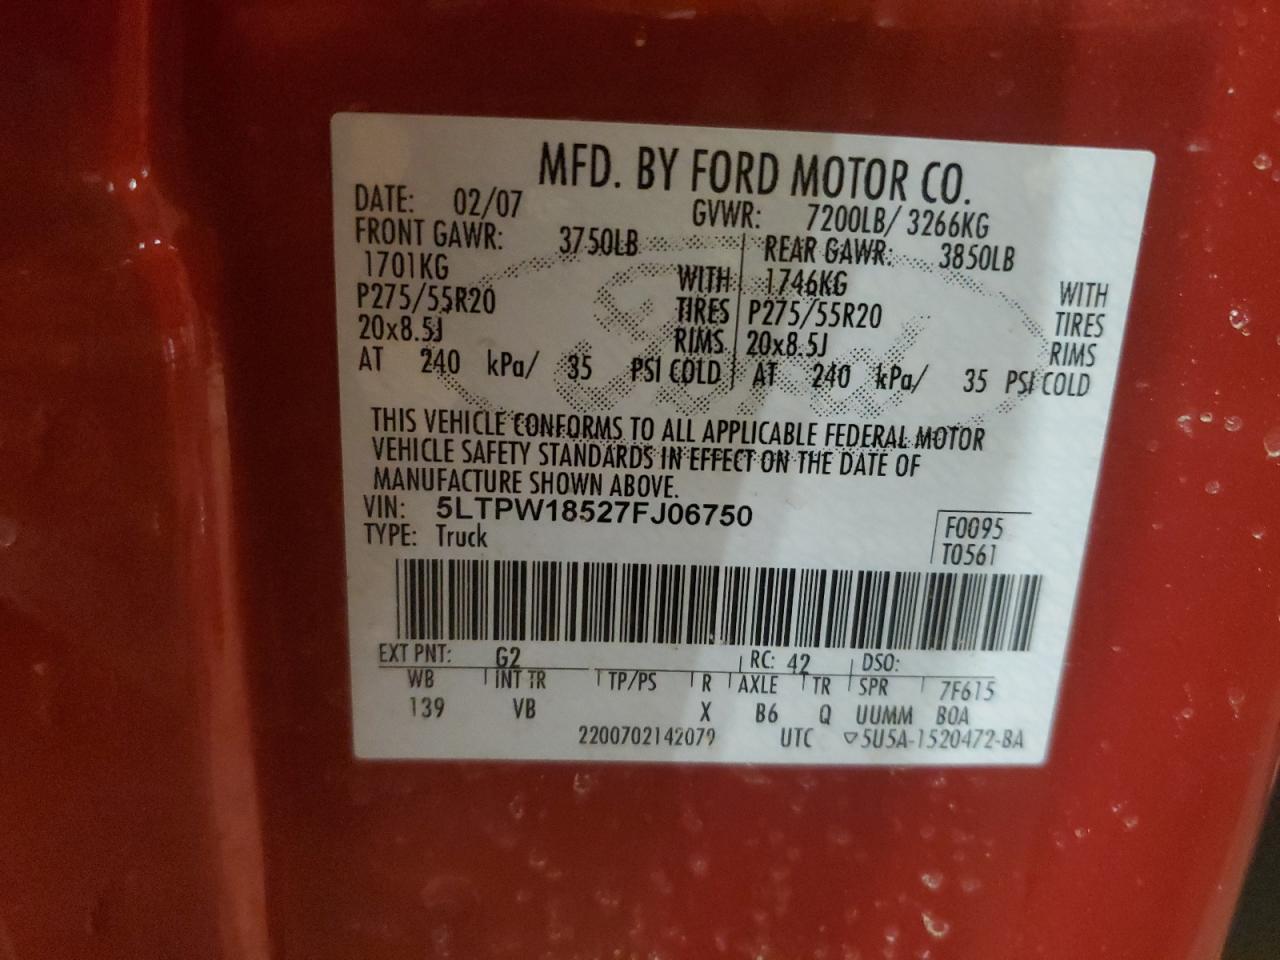 MFD. BY FORD MOTOR CO.
DATE: 02/07 GVWR: 7200LB/ 3266KG
FRONT GAWR: 3750LB REAR GAWR: 3850LB
1701KG WITH 1746KG WITH
P275/55R20 TIRES P275/55R20 TIRES
20x8.5J RIMS 20x8.5J RIMS
AT 240 kPa/ 35 PSI COLD AT 240 kPa/ 35 PSI COLD
THIS VEHICLE CONFORMS TO ALL APPLICABLE FEDERAL MOTOR
VEHICLE SAFETY STANDARDS IN EFFECT ON THE DATE OF
MANUFACTURE SHOWN ABOVE.
VIN: 5LTPW18527FJ06750
TYPE: Truck
F0095
T0561
EXT PNT: G2 RC: 42 DSO:
WB INT TR TP/PS R AXLE TR SPR 7F615
139 VB X B6 Q UUMM BOA
2200702142079 UTC ▽5U5A-1520472-BA